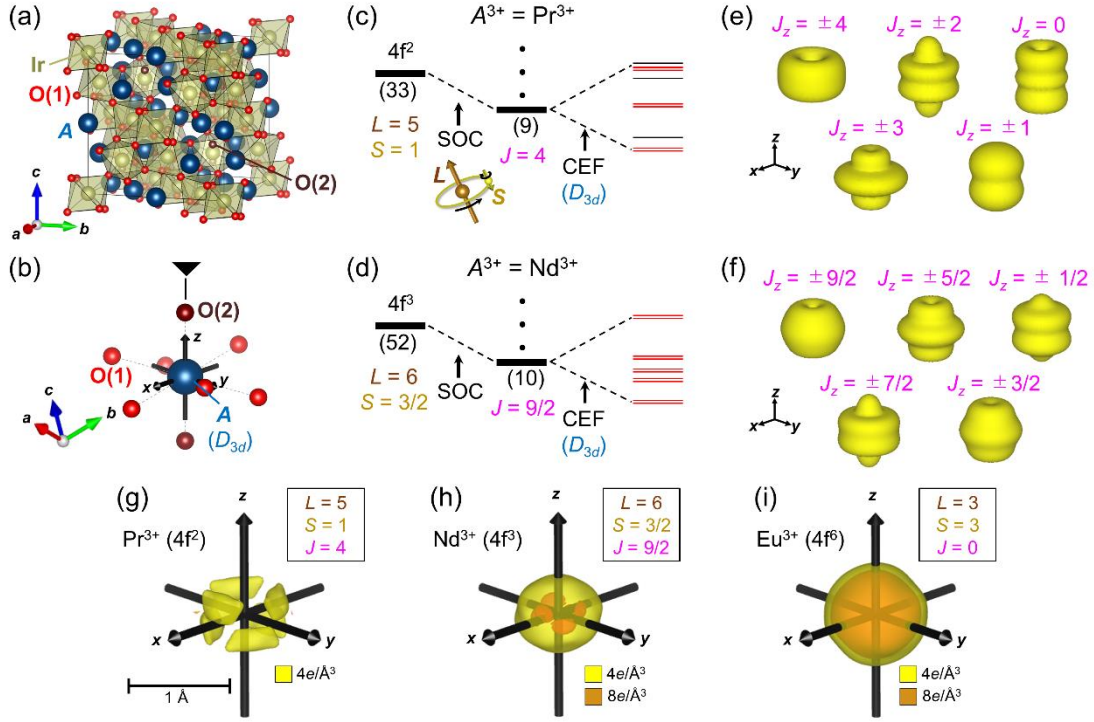 (a)
Ir
O(1)
A
O(2)
c
a
b
(b)
O(2)
z
O(1)
x
y
A
(D3d)
c
a
b
(c)
A³⁺ = Pr³⁺
4f²
(33)
L = 5
S = 1
SOC
(9)
J = 4
CEF
(D3d)
L
S
(d)
A³⁺ = Nd³⁺
4f³
(52)
L = 6
S = 3/2
SOC
(10)
J = 9/2
CEF
(D3d)
(e)
Jz = ±4
Jz = ±2
Jz = 0
Jz = ±3
Jz = ±1
z
x
y
(f)
Jz = ±9/2
Jz = ±5/2
Jz = ± 1/2
Jz = ±7/2
Jz = ±3/2
z
x
y
(g)
z
L = 5
S = 1
J = 4
Pr³⁺ (4f²)
x
y
4e/Å³
1 Å
(h)
z
L = 6
S = 3/2
J = 9/2
Nd³⁺ (4f³)
x
y
4e/Å³
8e/Å³
(i)
z
L = 3
S = 3
J = 0
Eu³⁺ (4f⁶)
x
y
4e/Å³
8e/Å³